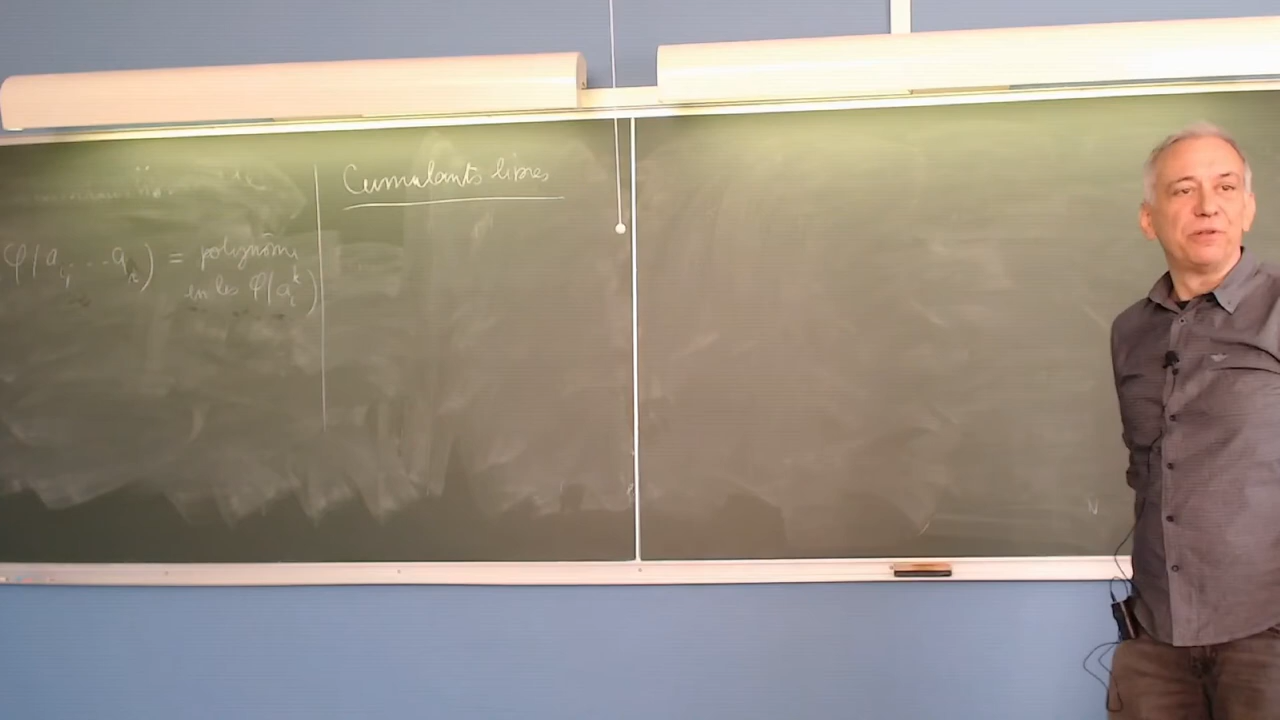 φ(a_{i_1} ... a_{i_k}) = polynôme
en les φ(a_i^k)
Cumulants libres